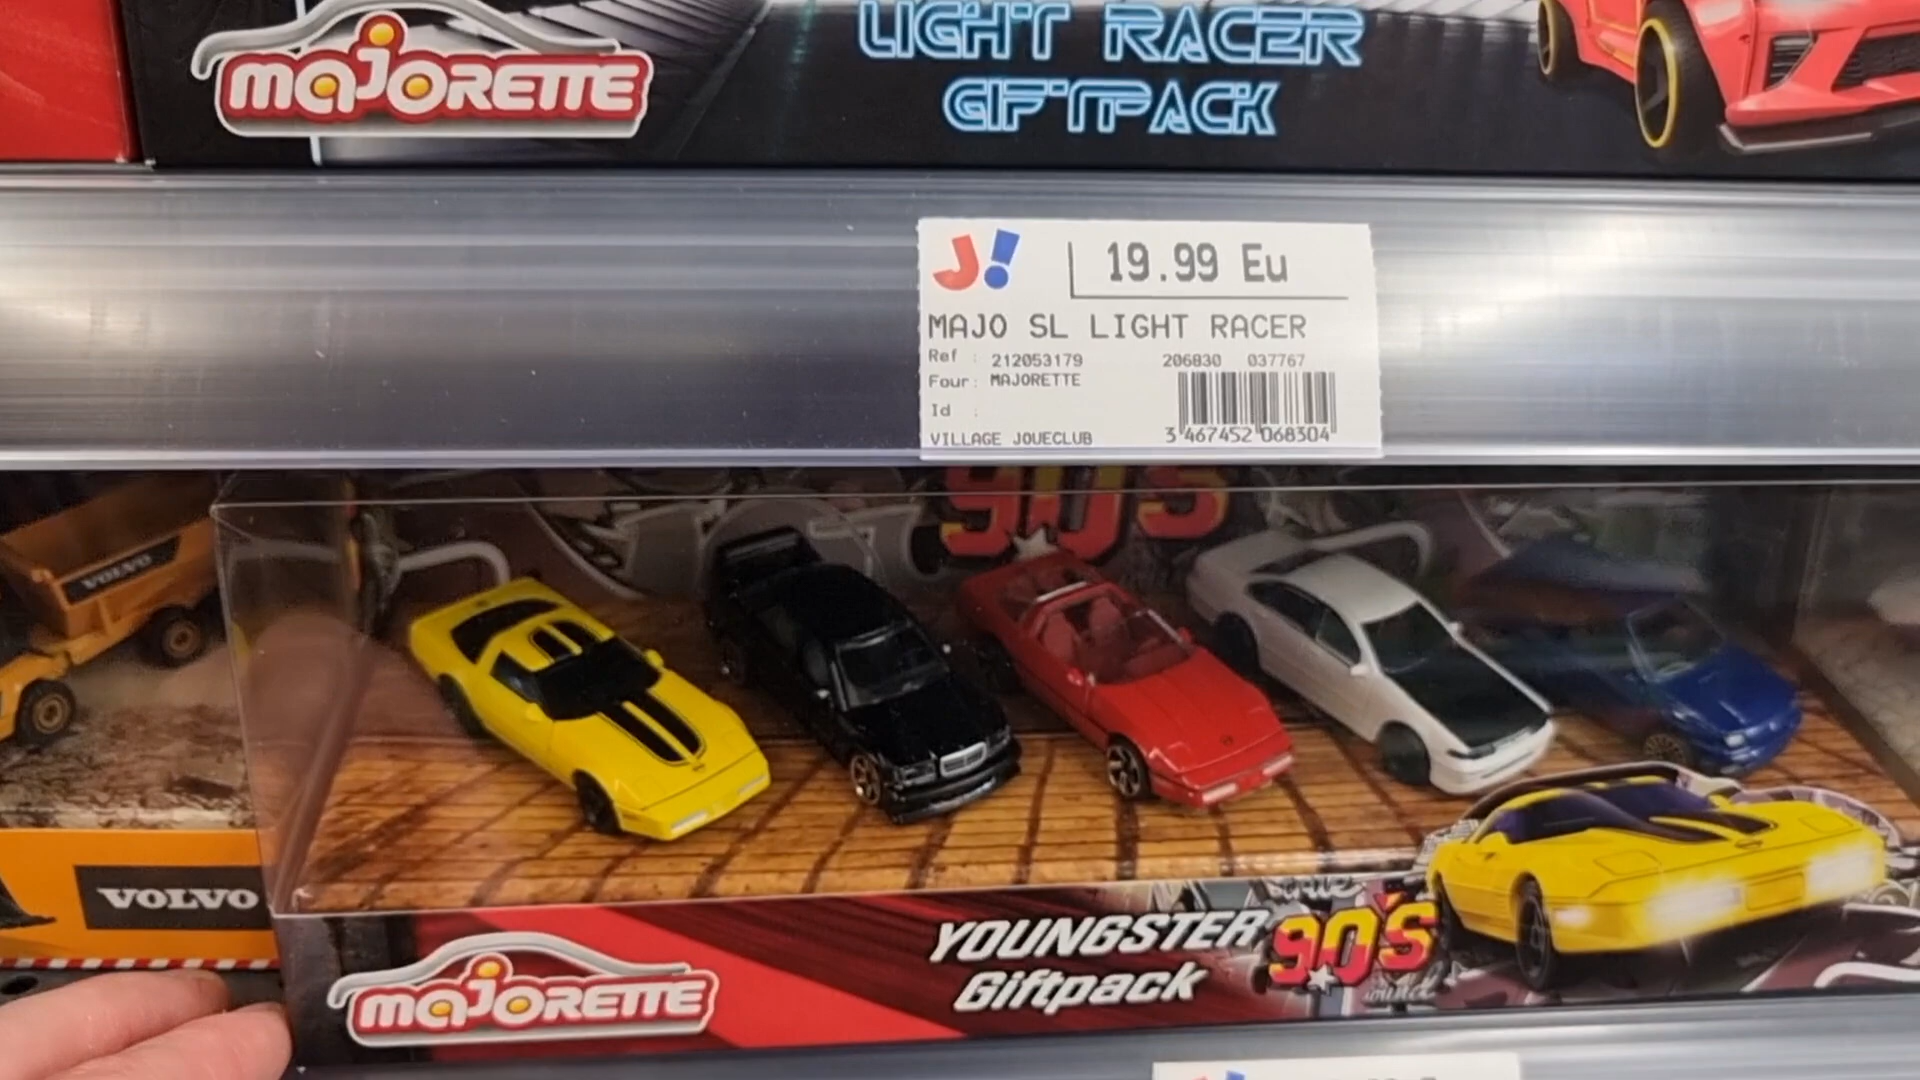 majORETTE
LIGHT RACER
GIFTPACK
J!
19.99 Eu
MAJO SL LIGHT RACER
Ref : 212053179 206830 037767
Four: MAJORETTE
Id :
VILLAGE JOUECLUB
3 467452 068304
90's
VOLVO
VOLVO
YOUNGSTER
Giftpack
90's
majORETTE